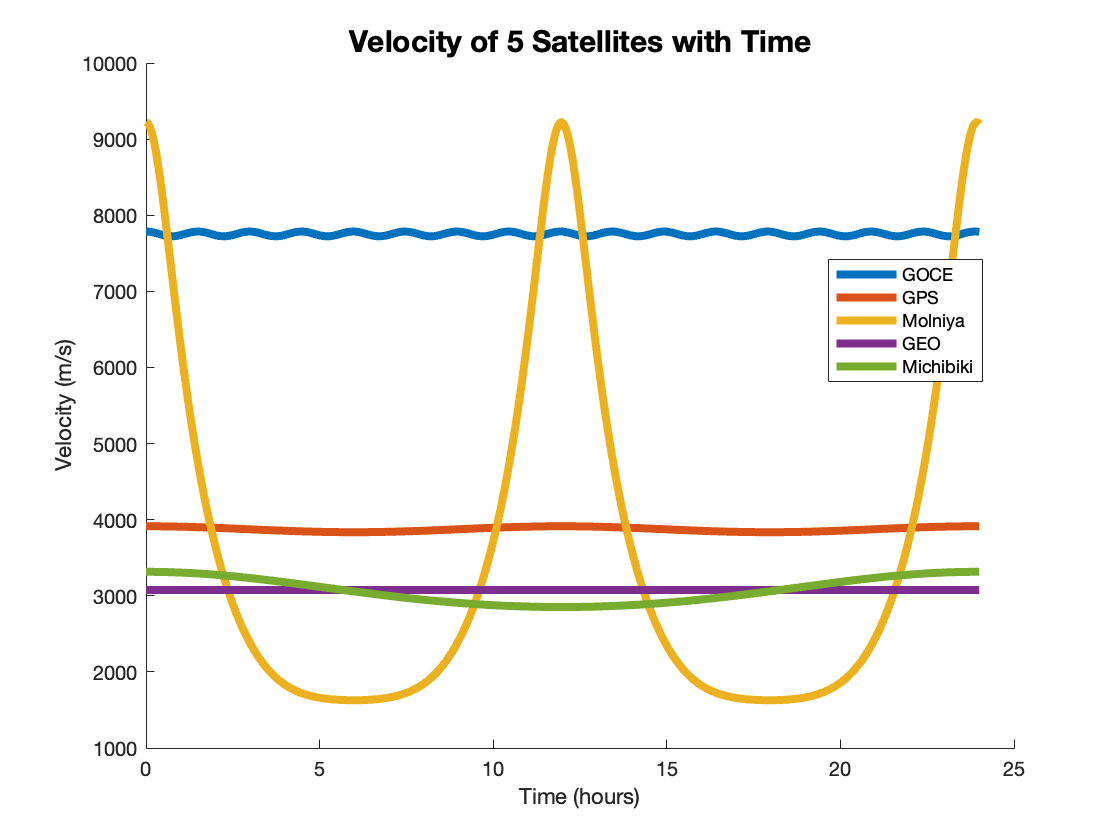 Velocity of 5 Satellites with Time
10000
9000
8000
7000
6000
5000
4000
3000
2000
1000
Velocity (m/s)
GOCE
GPS
Molniya
GEO
Michibiki
0 5 10 15 20 25
Time (hours)